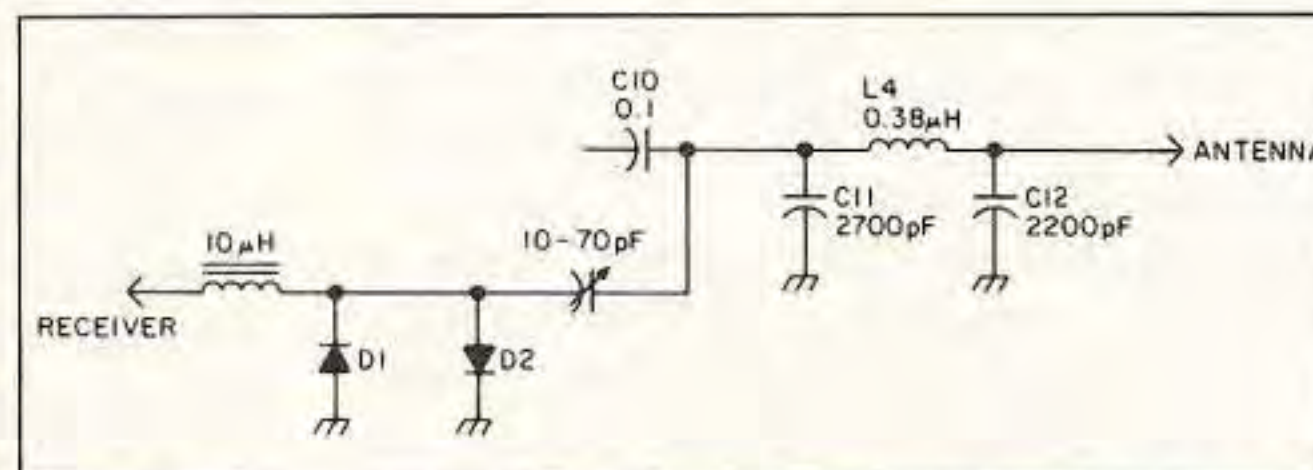 C10
0.1
L4
0.38µH
ANTENNA
C11
2700pF
C12
2200pF
10µH
10-70pF
RECEIVER
D1
D2